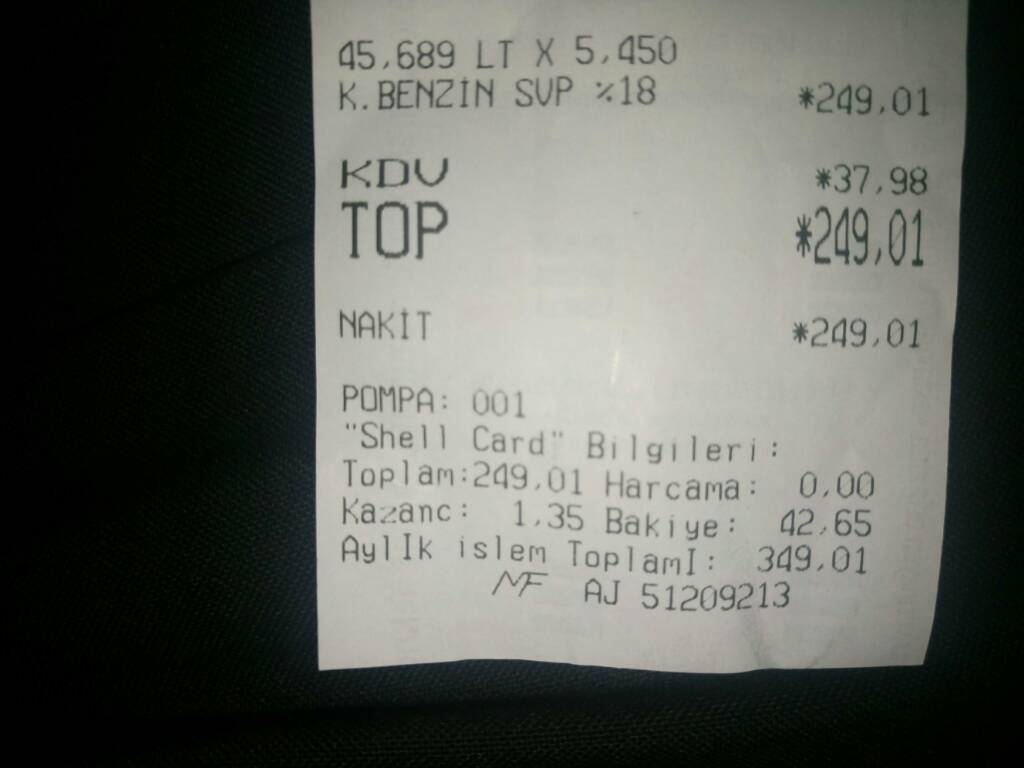 45,689 LT X 5,450
K.BENZİN SVP %18 *249,01
KDV *37,98
TOP *249,01
NAKİT *249,01
POMPA: 001
"Shell Card" Bilgileri:
Toplam:249,01 Harcama: 0,00
Kazanc: 1,35 Bakiye: 42,65
AylIk islem ToplamI: 349,01
MF AJ 51209213